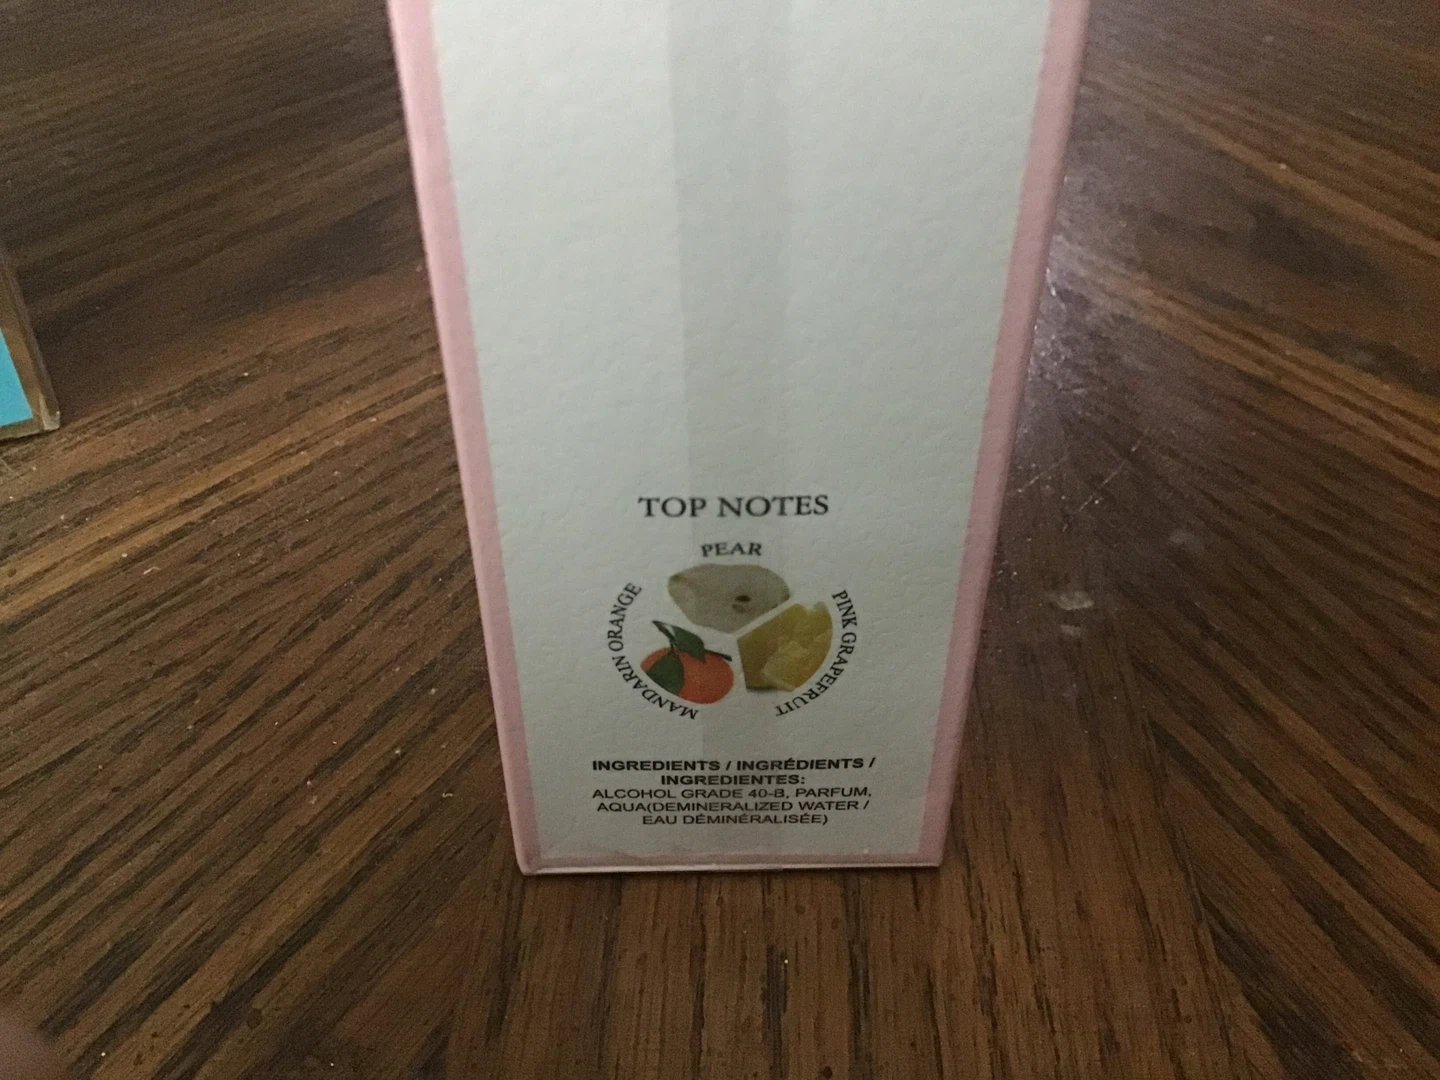 TOP NOTES
PEAR
MANDARIN ORANGE
PINK GRAPEFRUIT
INGREDIENTS / INGRÉDIENTS /
INGREDIENTES:
ALCOHOL GRADE 40-B, PARFUM,
AQUA(DEMINERALIZED WATER /
EAU DÉMINÉRALISÉE)